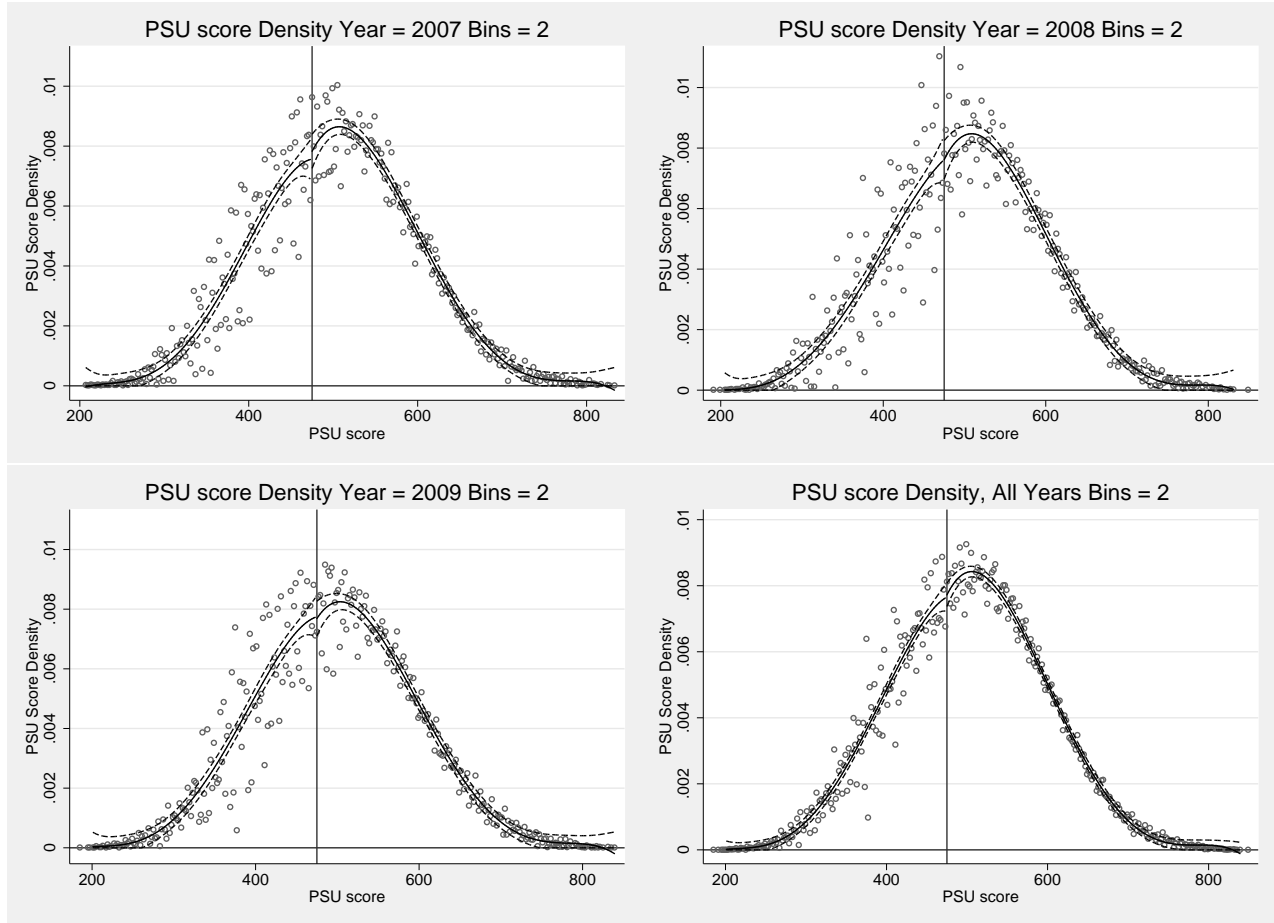 PSU score Density Year = 2007 Bins = 2
PSU Score Density
.01
.008
.006
.004
.002
0
200 400 600 800
PSU score
PSU score Density Year = 2008 Bins = 2
PSU Score Density
.01
.008
.006
.004
.002
0
200 400 600 800
PSU score
PSU score Density Year = 2009 Bins = 2
PSU Score Density
.01
.008
.006
.004
.002
0
200 400 600 800
PSU score
PSU score Density, All Years Bins = 2
PSU Score Density
.01
.008
.006
.004
.002
0
200 400 600 800
PSU score